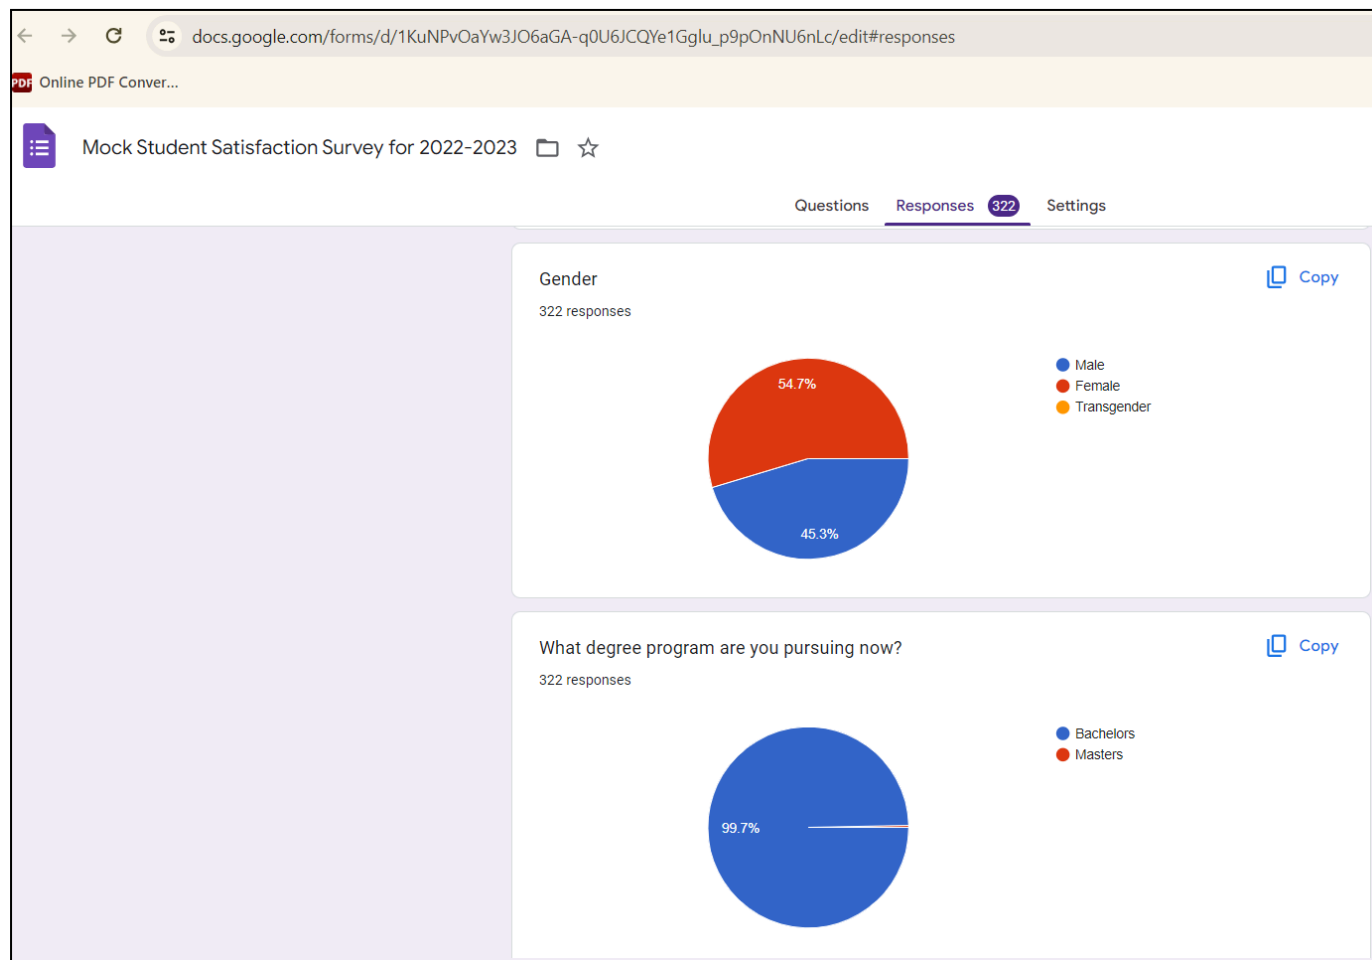 docs.google.com/forms/d/1KuNPvOaYw3JO6aGA-q0U6JCQYe1Gglu_p9pOnNU6nLc/edit#responses
PDF Online PDF Conver...
Mock Student Satisfaction Survey for 2022-2023
Questions Responses 322 Settings
Gender Copy
322 responses
Male
Female
Transgender
54.7%
45.3%
What degree program are you pursuing now? Copy
322 responses
Bachelors
Masters
99.7%